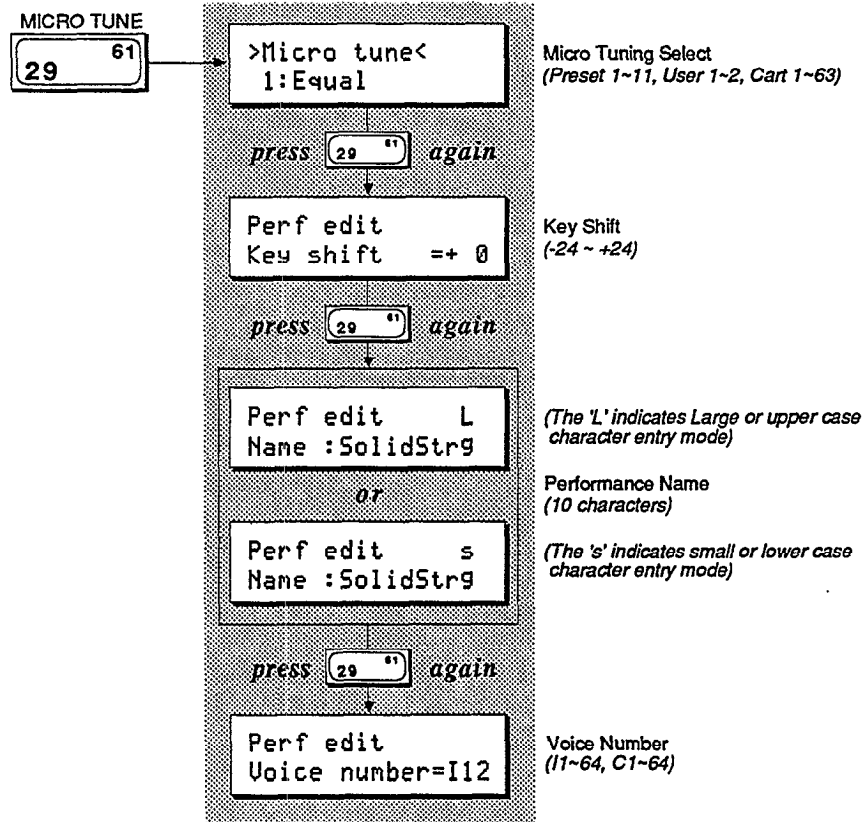 MICRO TUNE
29 61
>Micro tune<
1:Equal
Micro Tuning Select
(Preset 1~11, User 1~2, Cart 1~63)
press 29 61 again
Perf edit
Key shift =+ 0
Key Shift
(-24 ~ +24)
press 29 61 again
Perf edit L
Name :SolidStrg
(The 'L' indicates Large or upper case
character entry mode)
or
Performance Name
(10 characters)
Perf edit s
Name :SolidStrg
(The 's' indicates small or lower case
character entry mode)
press 29 61 again
Perf edit
Voice number=I12
Voice Number
(I1~64, C1~64)